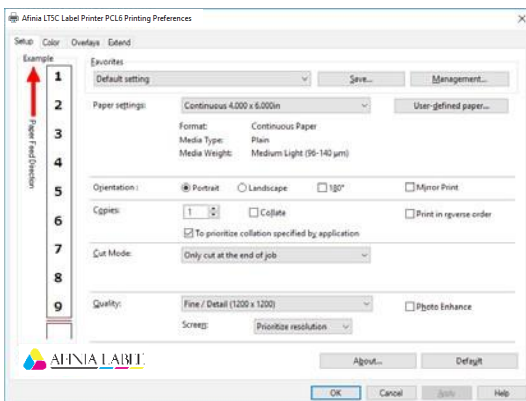 Afinia LT5C Label Printer PCL6 Printing Preferences
Setup Color Overlays Extend
Example
Paper Feed Direction
1
2
3
4
5
6
7
8
9
Favorites
Default setting Save... Management...
Paper settings: Continuous 4.000 x 6.000in User-defined paper...
Format: Continuous Paper
Media Type: Plain
Media Weight: Medium Light (96-140 µm)
Orientation : Portrait Landscape 180° Mirror Print
Copies: 1 Collate Print in reverse order
To prioritize collation specified by application
Cut Mode: Only cut at the end of job
Quality: Fine / Detail (1200 x 1200) Photo Enhance
Screen: Prioritize resolution
AFINIA LABEL
About... Default
OK Cancel Apply Help